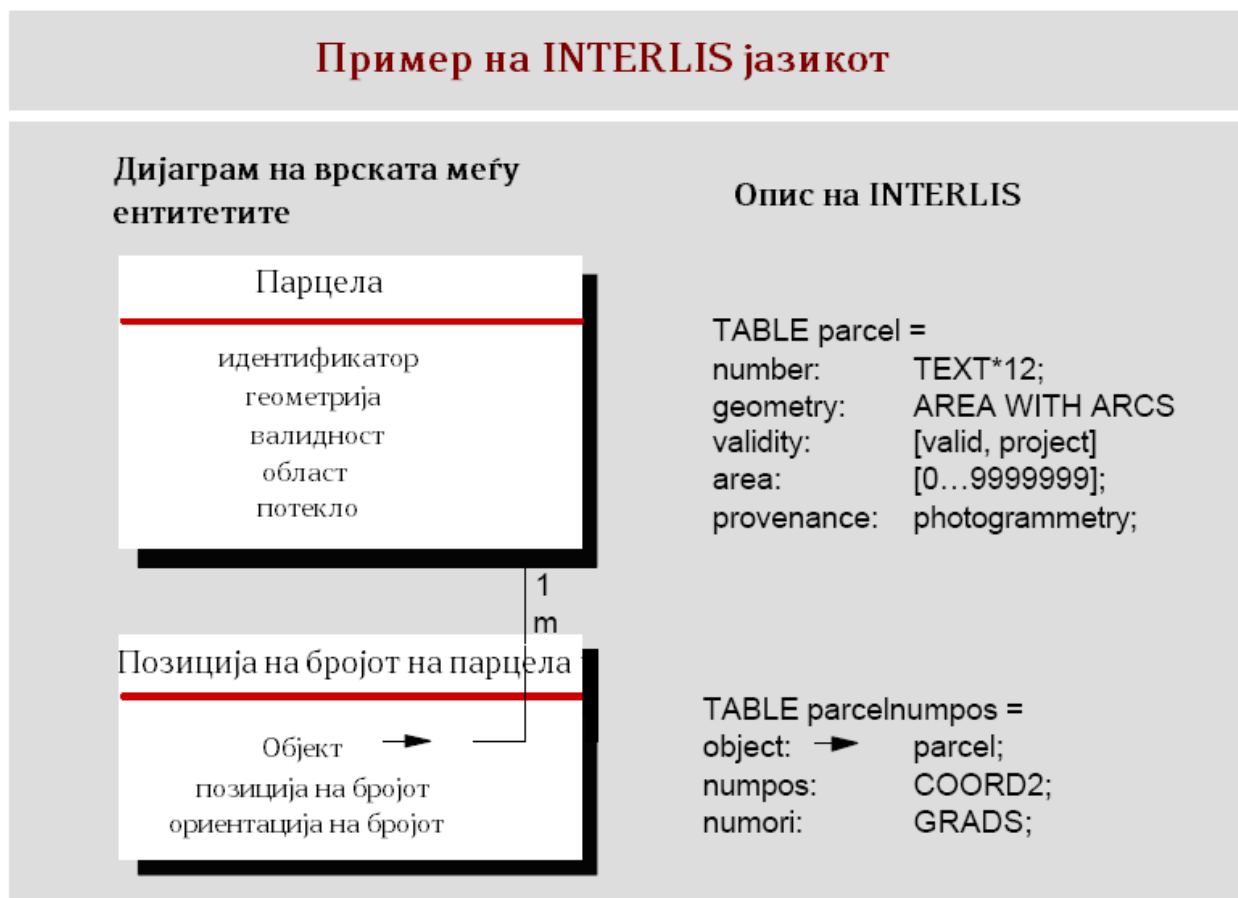 Пример на INTERLIS јазикот
Дијаграм на врската меѓу
ентитетите
Парцела
идентификатор
геометрија
валидност
област
потекло
1
m
Позиција на бројот на парцела
Објект
позиција на бројот
ориентација на бројот
Опис на INTERLIS
TABLE parcel =
number: TEXT*12;
geometry: AREA WITH ARCS
validity: [valid, project]
area: [0...9999999];
provenance: photogrammetry;
TABLE parcelnumpos =
object: parcel;
numpos: COORD2;
numori: GRADS;